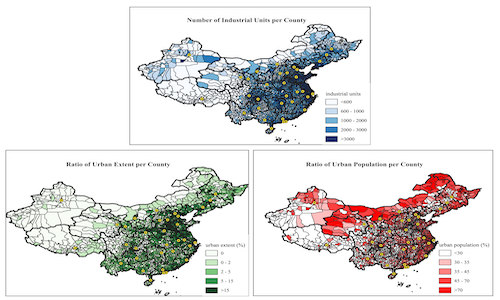 Number of Industrial Units per County
industrial units
<600
600 - 1000
1000 - 2000
2000 - 3000
>3000
Ratio of Urban Extent per County
urban extent (%)
0
0 - 2
2 - 5
5 - 15
>15
Ratio of Urban Population per County
urban population (%)
<30
30 - 35
35 - 45
45 - 70
>70